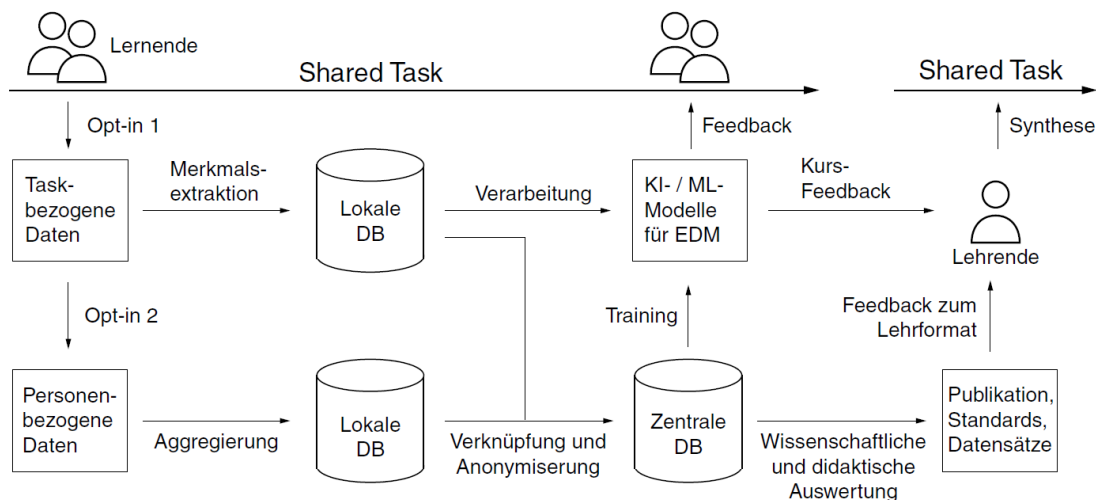 Lernende
Shared Task
Shared Task
Opt-in 1
Feedback
Synthese
Task-
bezogene
Daten
Merkmals-
extraktion
Lokale
DB
Verarbeitung
KI- / ML-
Modelle
für EDM
Kurs-
Feedback
Lehrende
Opt-in 2
Training
Feedback zum
Lehrformat
Personen-
bezogene
Daten
Aggregierung
Lokale
DB
Verknüpfung und
Anonymiserung
Zentrale
DB
Wissenschaftliche
und didaktische
Auswertung
Publikation,
Standards,
Datensätze